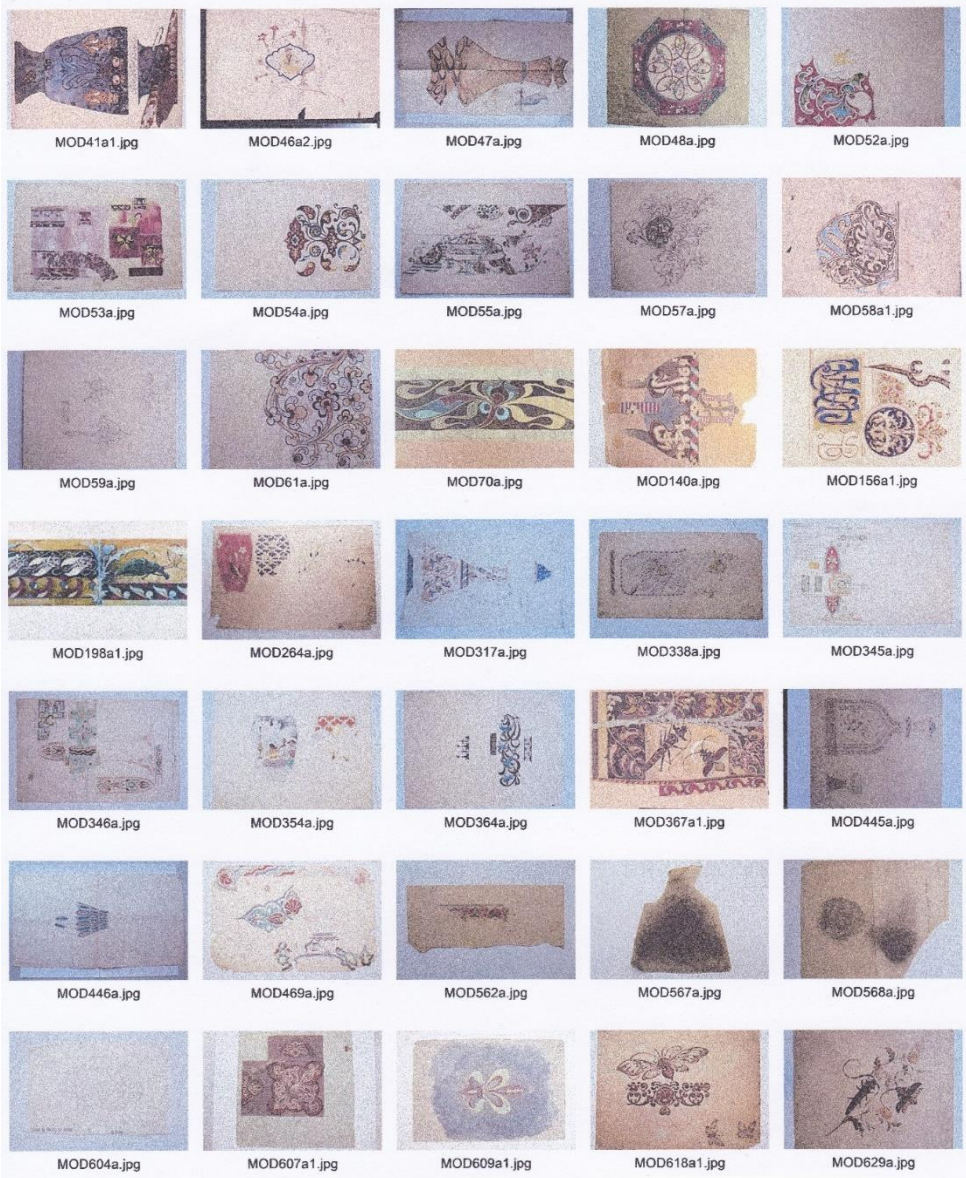 MOD41a1.jpg MOD46a2.jpg MOD47a.jpg MOD48a.jpg MOD52a.jpg
MOD53a.jpg MOD54a.jpg MOD55a.jpg MOD57a.jpg MOD58a1.jpg
MOD59a.jpg MOD61a.jpg MOD70a.jpg MOD140a.jpg MOD156a1.jpg
MOD198a1.jpg MOD264a.jpg MOD317a.jpg MOD338a.jpg MOD345a.jpg
MOD346a.jpg MOD354a.jpg MOD364a.jpg MOD367a1.jpg MOD445a.jpg
MOD446a.jpg MOD469a.jpg MOD562a.jpg MOD567a.jpg MOD568a.jpg
MOD604a.jpg MOD607a1.jpg MOD609a1.jpg MOD618a1.jpg MOD629a.jpg